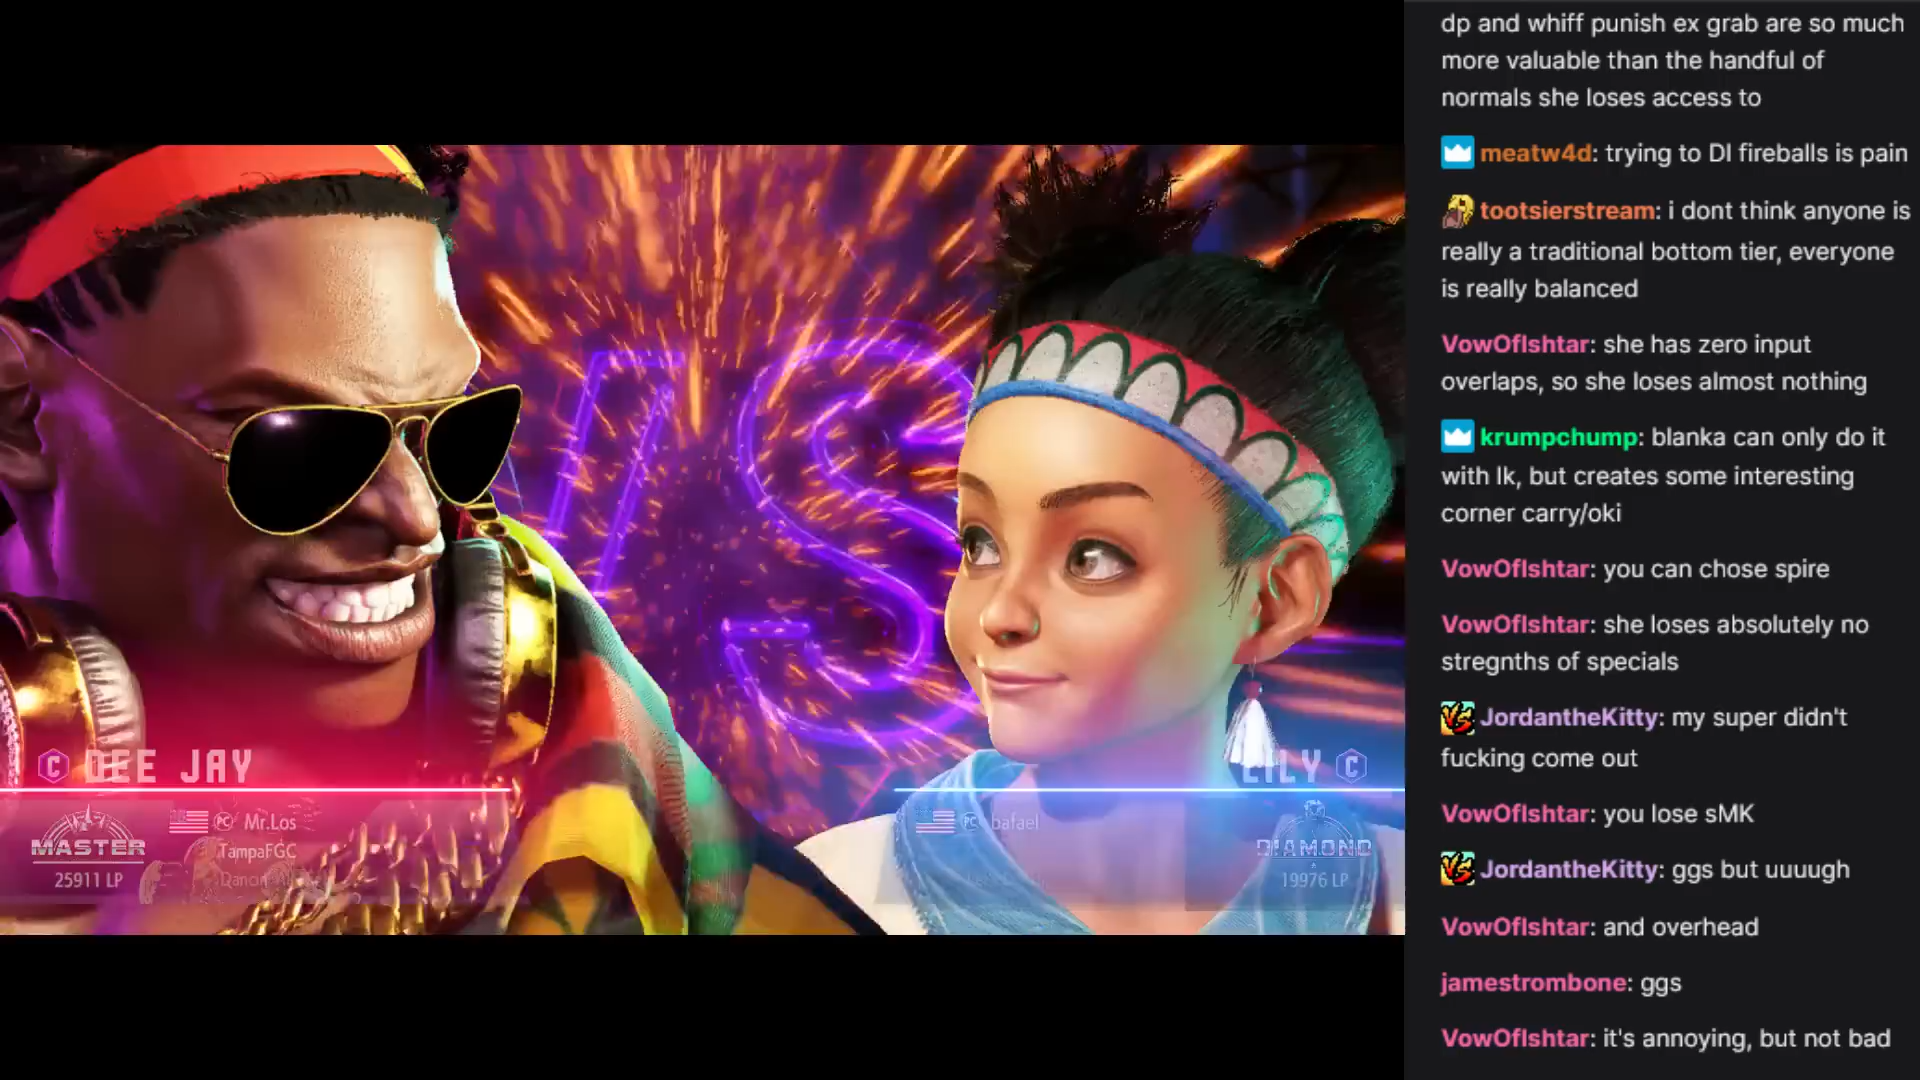 VS
C DEE JAY
LILY C
MASTER
25911 LP
PC Mr.Los
TampaFGC
PC bafael
DIAMOND
19976 LP
dp and whiff punish ex grab are so much
more valuable than the handful of
normals she loses access to
meatw4d: trying to DI fireballs is pain
tootsierstream: i dont think anyone is
really a traditional bottom tier, everyone
is really balanced
VowOfIshtar: she has zero input
overlaps, so she loses almost nothing
krumpchump: blanka can only do it
with lk, but creates some interesting
corner carry/oki
VowOfIshtar: you can chose spire
VowOfIshtar: she loses absolutely no
stregnths of specials
VS JordantheKitty: my super didn't
fucking come out
VowOfIshtar: you lose sMK
VS JordantheKitty: ggs but uuuugh
VowOfIshtar: and overhead
jamestrombone: ggs
VowOfIshtar: it's annoying, but not bad